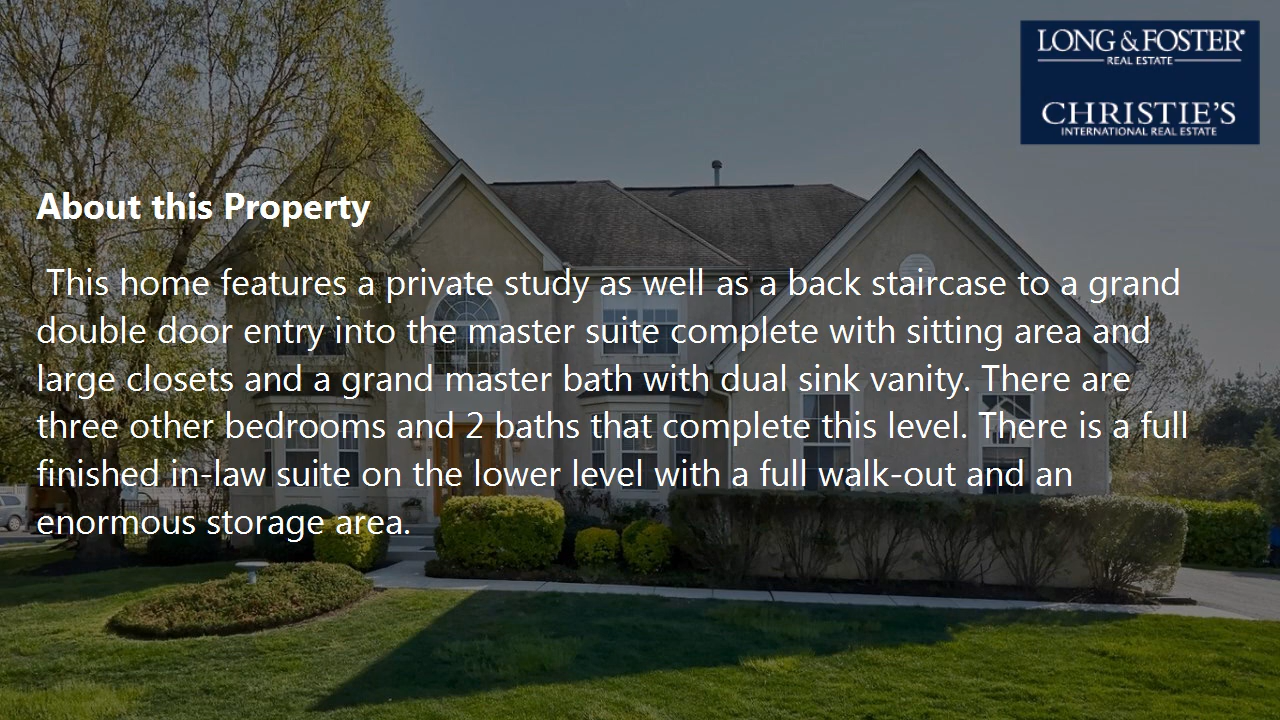 LONG & FOSTER®
REAL ESTATE
CHRISTIE'S
INTERNATIONAL REAL ESTATE
About this Property
This home features a private study as well as a back staircase to a grand
double door entry into the master suite complete with sitting area and
large closets and a grand master bath with dual sink vanity. There are
three other bedrooms and 2 baths that complete this level. There is a full
finished in-law suite on the lower level with a full walk-out and an
enormous storage area.